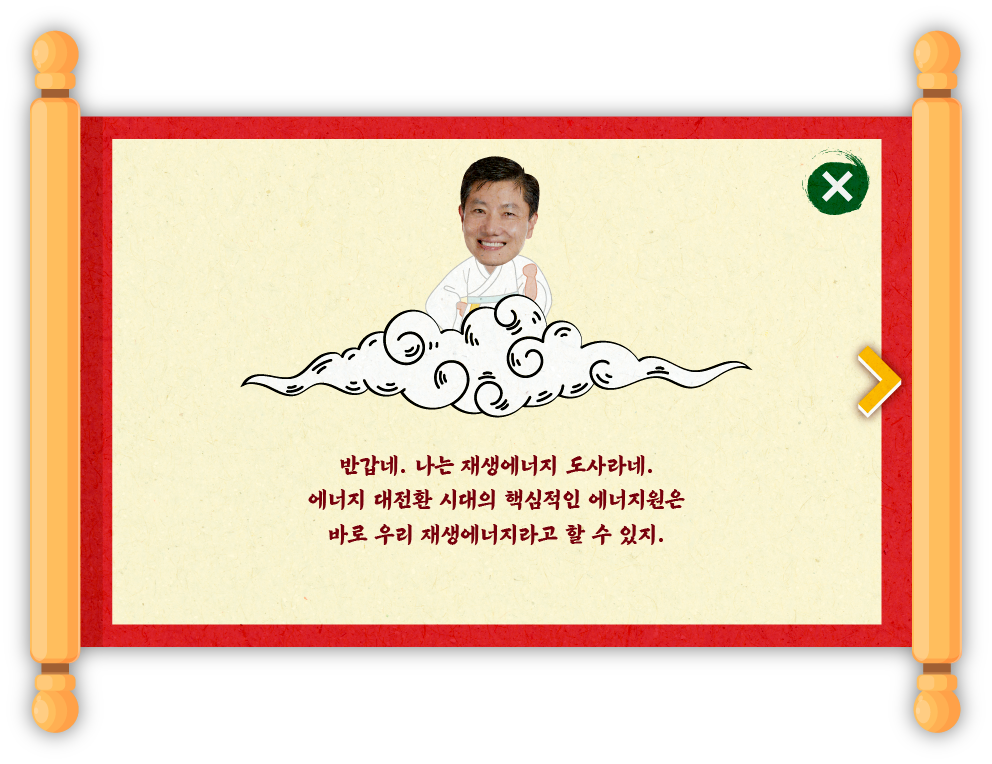 반갑네. 나는 재생에너지 도사라네.
에너지 대전환 시대의 핵심적인 에너지원은
바로 우리 재생에너지라고 할 수 있지.